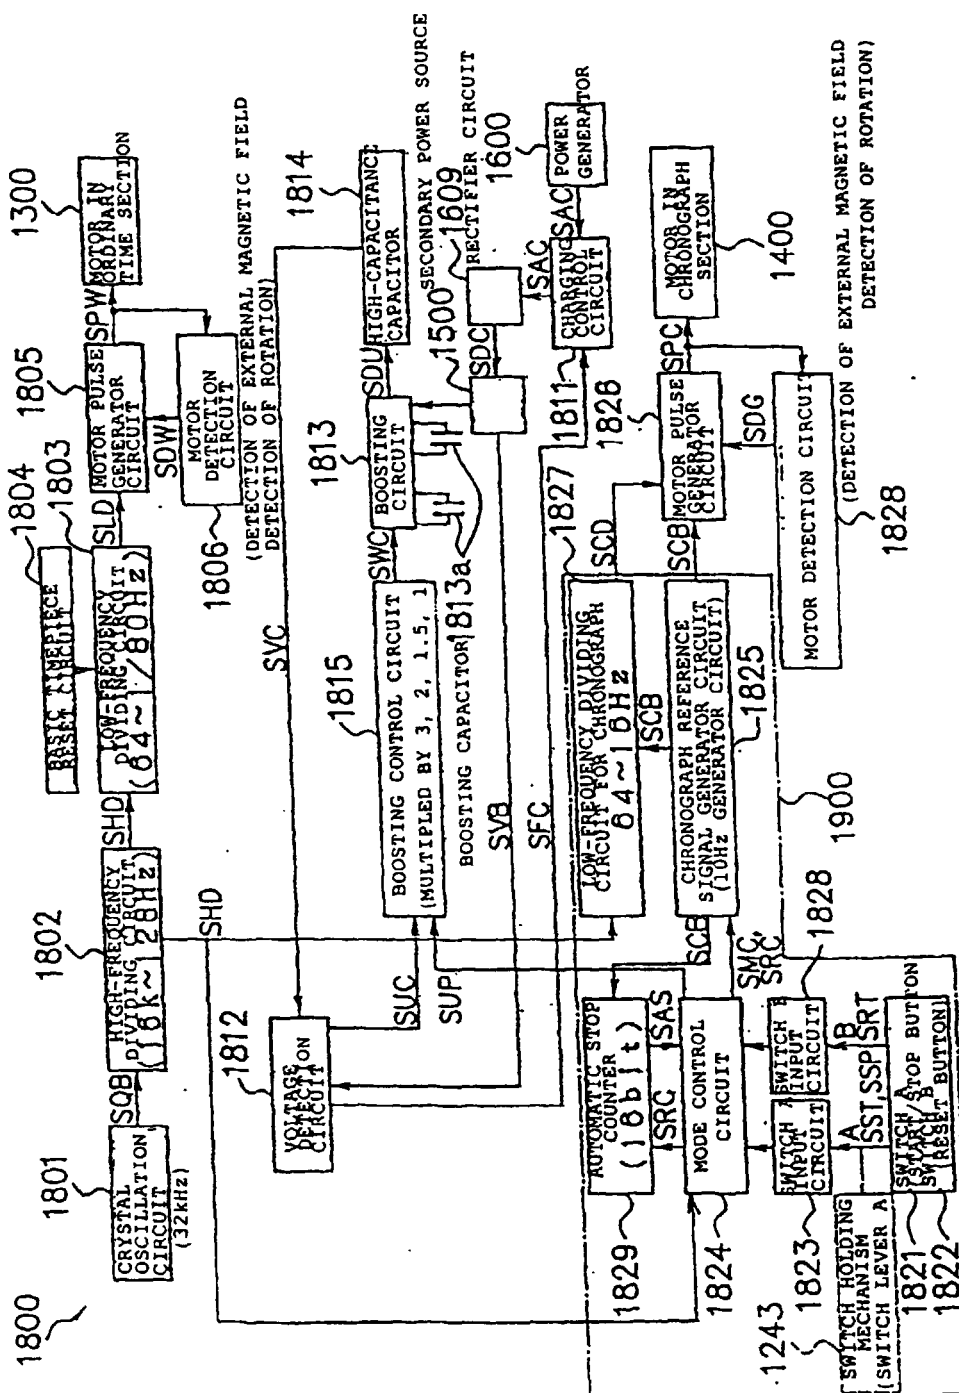 1800
1801
CRYSTAL
OSCILLATION
CIRCUIT
(32kHz)
SQB
1802
HIGH-FREQUENCY
DIVIDING CIRCUIT
(16k~128Hz)
SHD
SHD
BASIC TIMEPIECE
RESET CIRCUIT
1804
1803
LOW-FREQUENCY
DIVIDING CIRCUIT
(64~1/80Hz)
SLD
1805
MOTOR PULSE
GENERATOR
CIRCUIT
SPW
1300
MOTOR IN
ORDINARY
TIME SECTION
SDW
MOTOR
DETECTION
CIRCUIT
1806
(DETECTION OF EXTERNAL MAGNETIC FIELD
DETECTION OF ROTATION)
SVC
1812
VOLTAGE
DETECTION
CIRCUIT
SUC
SUP
1815
BOOSTING CONTROL CIRCUIT
(MULTIPLED BY 3, 2, 1.5, 1
SWC
1813
BOOSTING
CIRCUIT
SDU
1814
HIGH-CAPACITANCE
CAPACITOR
BOOSTING CAPACITOR
1813a
SECONDARY POWER SOURCE
1500
SDC
1609
RECTIFIER CIRCUIT
SAC
SAC
1600
POWER
GENERATOR
1811
CHARGING
CONTROL
CIRCUIT
SVB
SFC
1827
LOW-FREQUENCY DIVIDING
CIRCUIT FOR CHRONOGRAPH
64~16Hz
SCD
SCB
CHRONOGRAPH REFERENCE
SIGNAL GENERATOR CIRCUIT
(10Hz GENERATOR CIRCUIT)
1825
SCB
SCB
1826
MOTOR PULSE
GENERATOR
CIRCUIT
SPC
MOTOR IN
CHRONOGRAPH
SECTION
1400
SDG
MOTOR DETECTION CIRCUIT
1828
(DETECTION OF EXTERNAL MAGNETIC FIELD
DETECTION OF ROTATION)
1900
AUTOMATIC STOP
COUNTER
(16bit)
1829
SRC
SAS
MODE CONTROL
CIRCUIT
1824
SMC,
SRC
SWITCH A
INPUT
CIRCUIT
1823
SWITCH B
INPUT
CIRCUIT
1828
A
B
SST, SSP
SRT
SWITCH A
(START/STOP BUTTON
SWITCH B
(RESET BUTTON)
1821
1822
1243
SWITCH HOLDING
MECHANISM
(SWITCH LEVER A